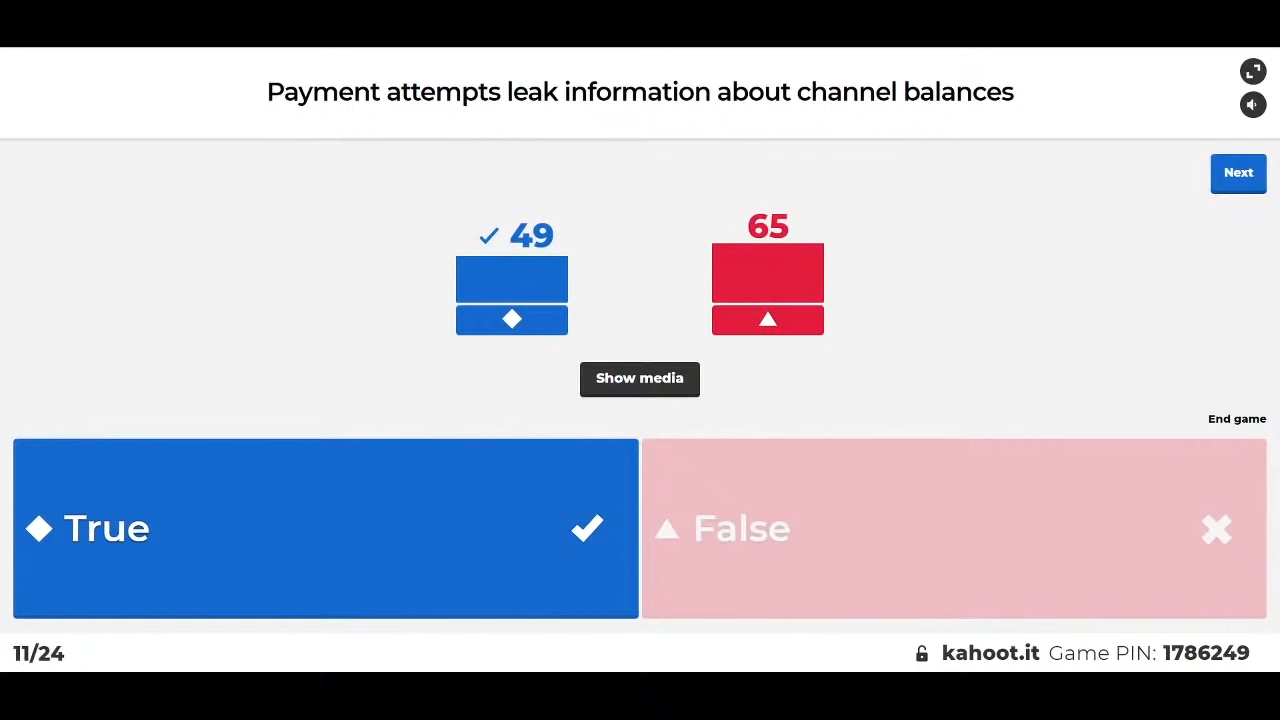 Payment attempts leak information about channel balances
Next
49
65
Show media
End game
True
False
11/24
kahoot.it Game PIN: 1786249